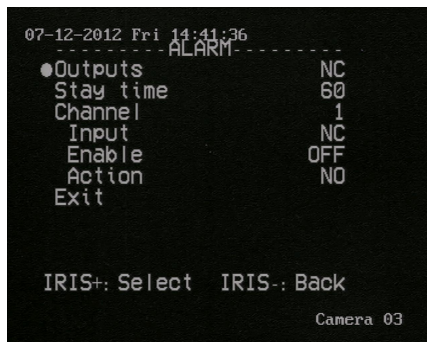 07-12-2012 Fri 14:41:36
---------ALARM---------
●Outputs NC
Stay time 60
Channel 1
Input NC
Enable OFF
Action NO
Exit
IRIS+: Select IRIS-: Back
Camera 03